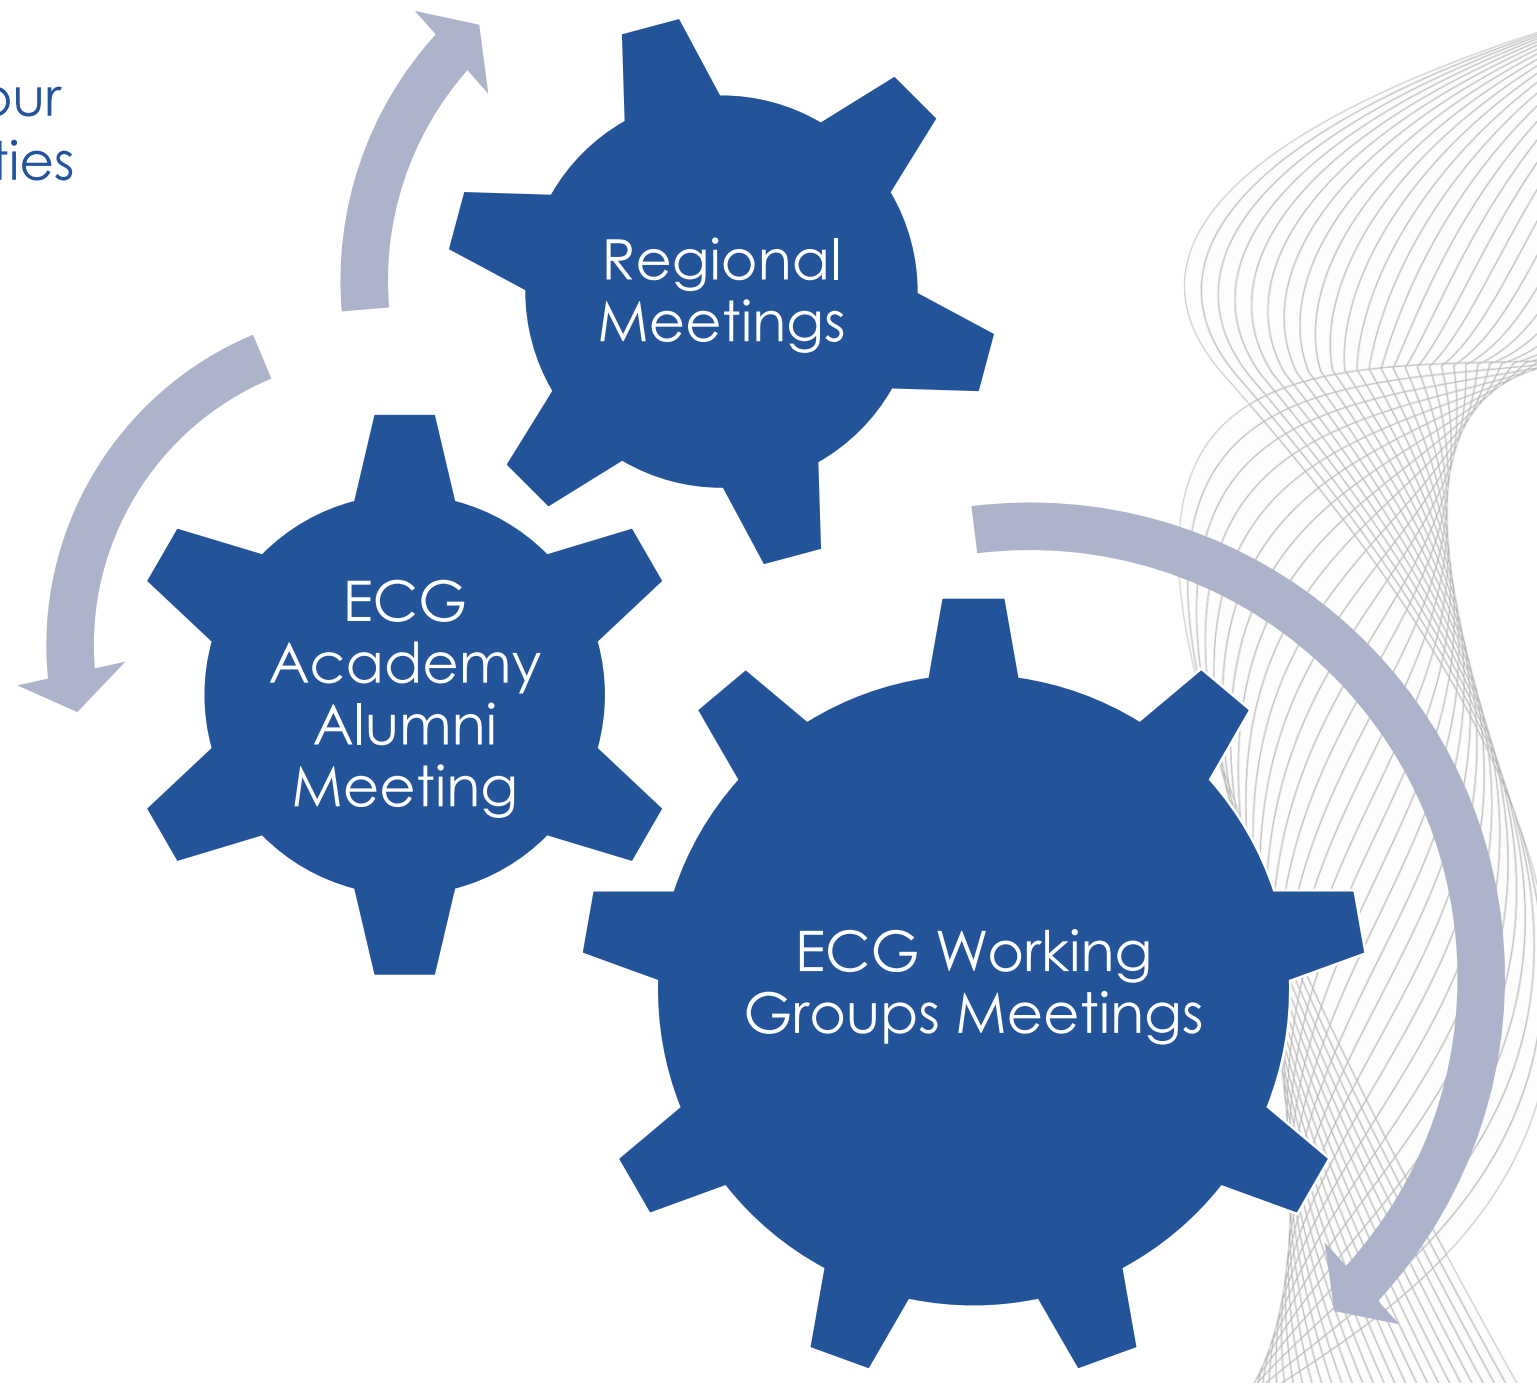 our
ties
Regional
Meetings
ECG
Academy
Alumni
Meeting
ECG Working
Groups Meetings